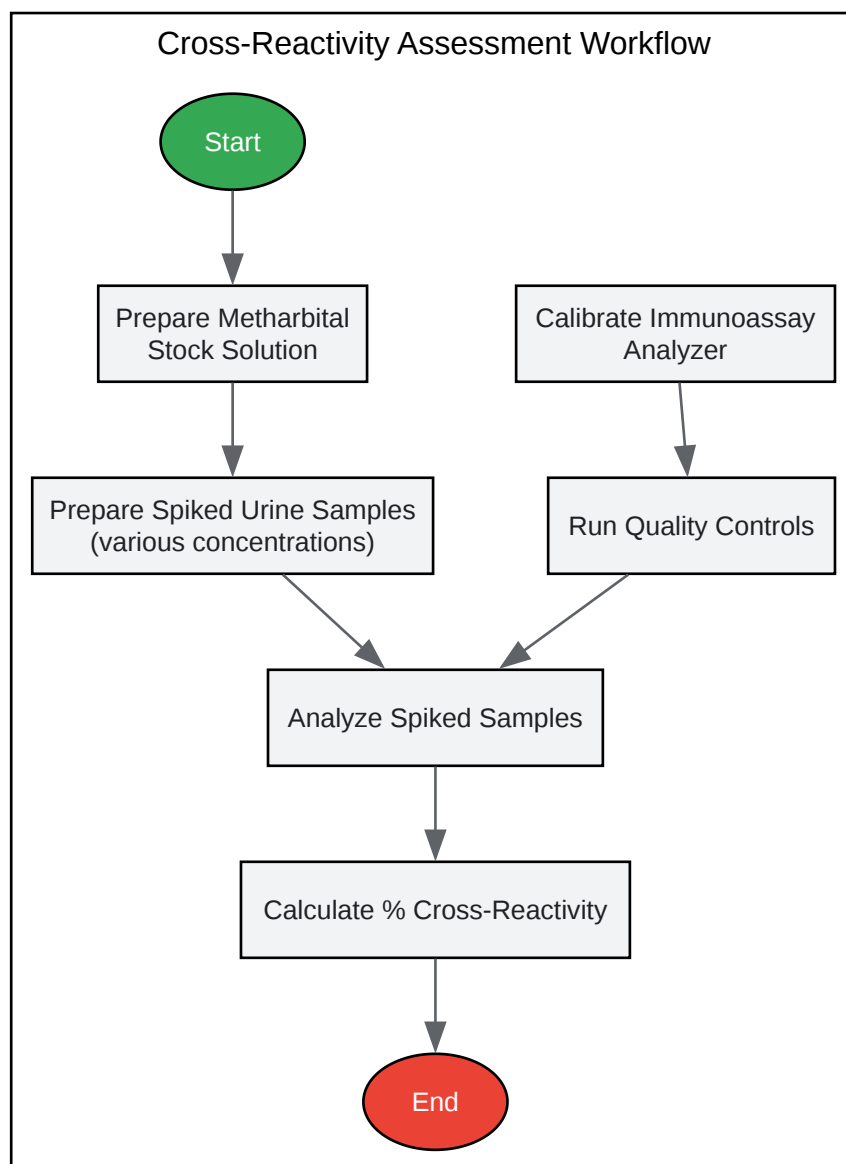 Cross-Reactivity Assessment Workflow
Start
Prepare Metharbital
Stock Solution
Calibrate Immunoassay
Analyzer
Prepare Spiked Urine Samples
(various concentrations)
Run Quality Controls
Analyze Spiked Samples
Calculate % Cross-Reactivity
End